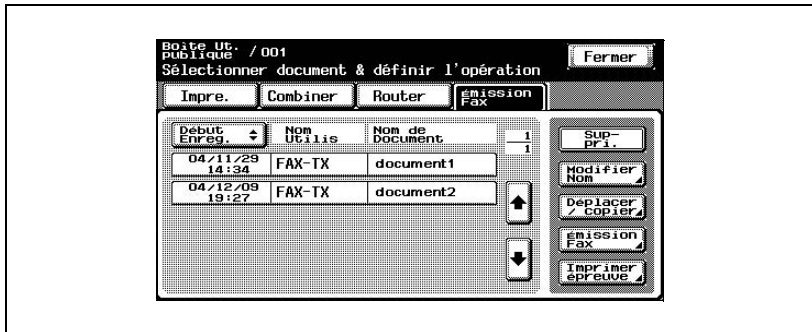 Boîte Ut.
publique / 001
Fermer
Sélectionner document & définir l'opération
Impre.
Combiner
Router
émission
Fax
Début
Enreg.
Nom
Utilis
Nom de
Document
1
1
04/11/29
14:34
FAX-TX
document1
04/12/09
19:27
FAX-TX
document2
Sup-
pri.
Modifier
Nom
Déplacer
/ copier
émission
Fax
Imprimer
épreuve